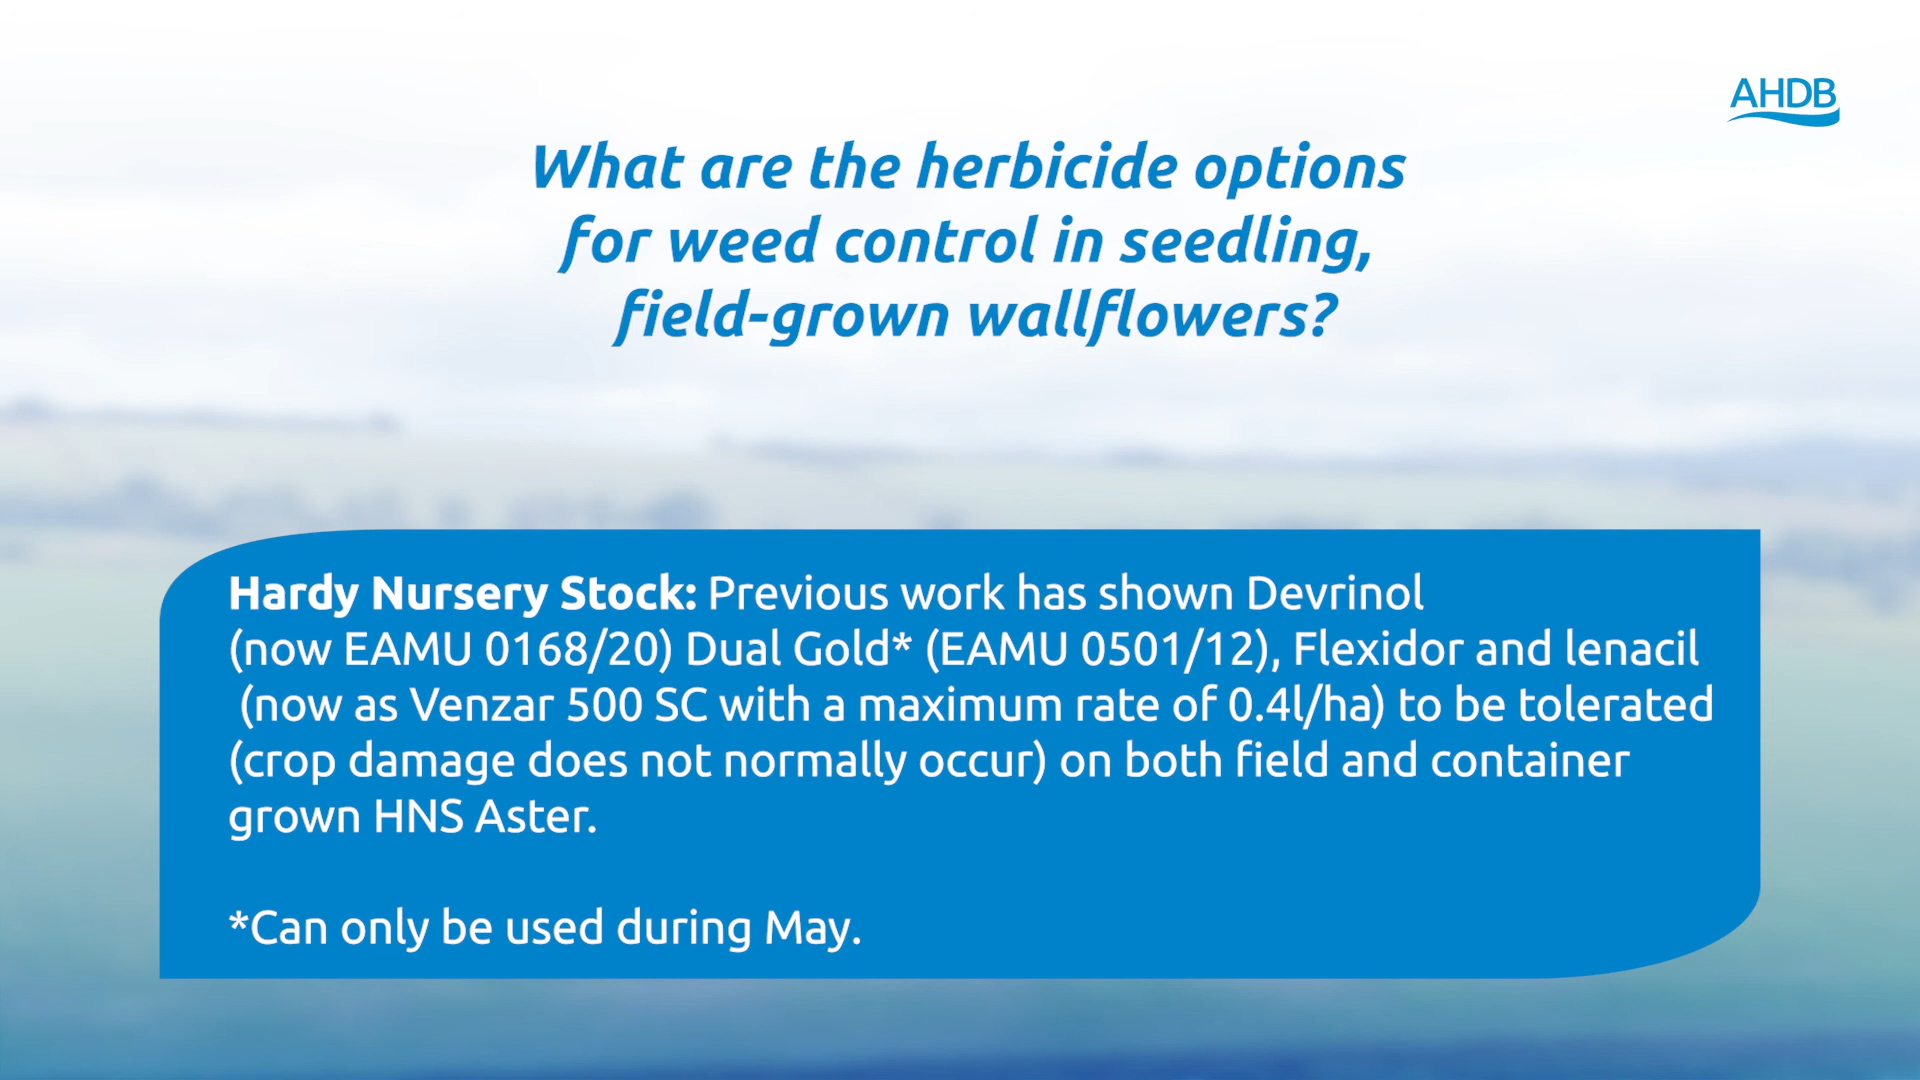 AHDB
What are the herbicide options
for weed control in seedling,
field-grown wallflowers?
Hardy Nursery Stock: Previous work has shown Devrinol
(now EAMU 0168/20) Dual Gold* (EAMU 0501/12), Flexidor and lenacil
(now as Venzar 500 SC with a maximum rate of 0.4l/ha) to be tolerated
(crop damage does not normally occur) on both field and container
grown HNS Aster.
*Can only be used during May.